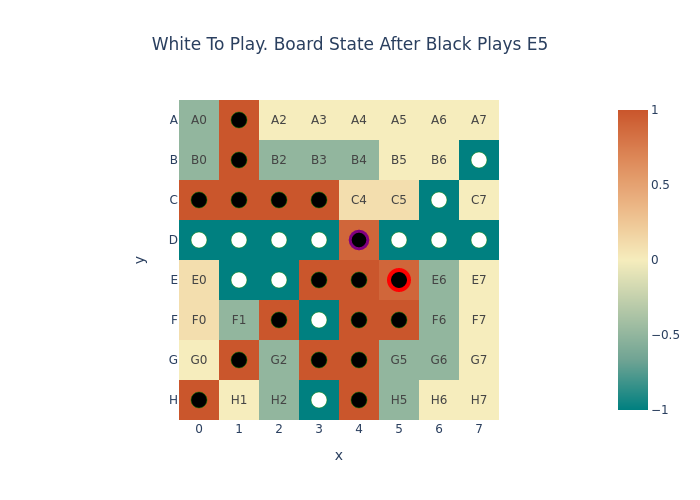 White To Play. Board State After Black Plays E5
A A0 A2 A3 A4 A5 A6 A7
B B0 B2 B3 B4 B5 B6
C C4 C5 C7
D
E E0 E6 E7
F F0 F1 F6 F7
G G0 G2 G5 G6 G7
H H1 H2 H5 H6 H7
0 1 2 3 4 5 6 7
x
y
1
0.5
0
−0.5
−1